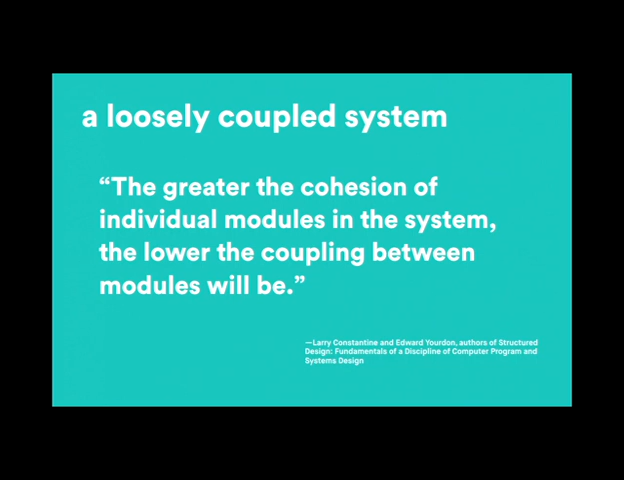 a loosely coupled system
“The greater the cohesion of
individual modules in the system,
the lower the coupling between
modules will be.”
—Larry Constantine and Edward Yourdon, authors of Structured
Design: Fundamentals of a Discipline of Computer Program and
Systems Design